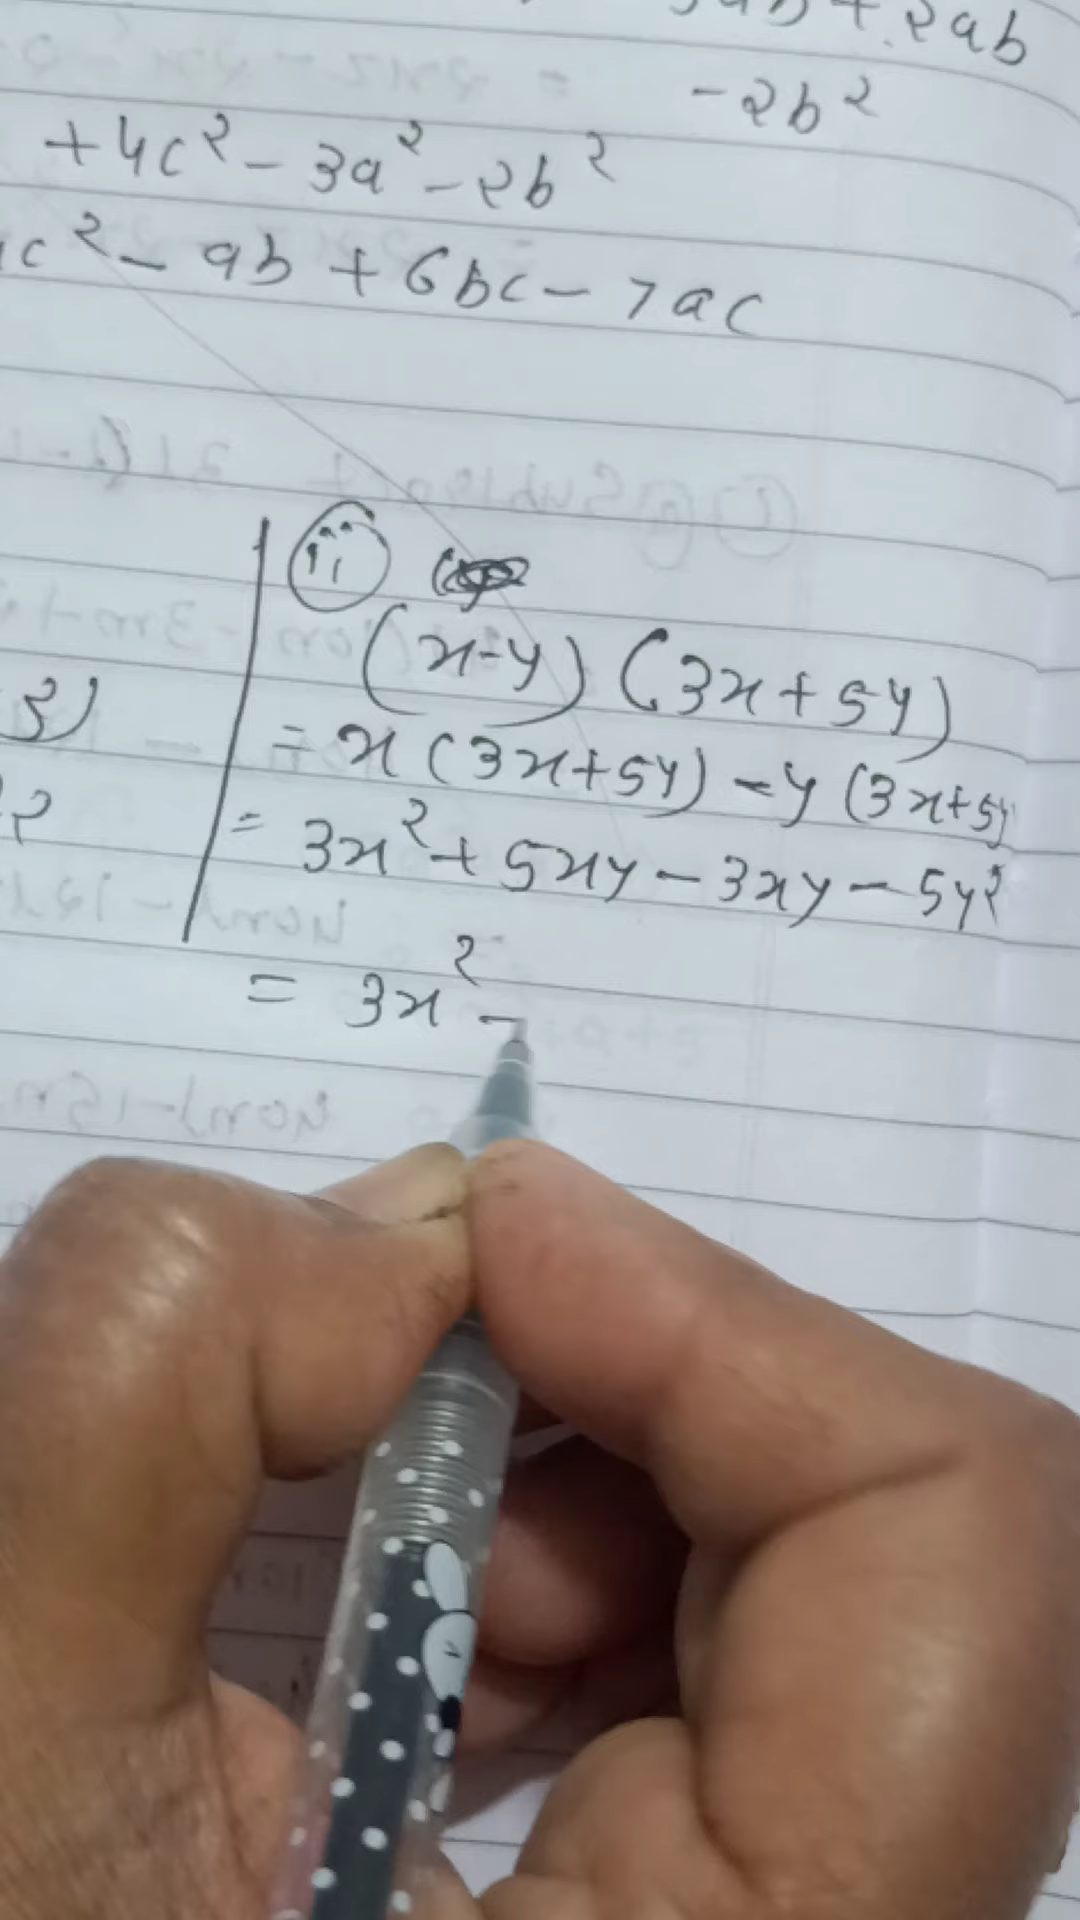 + 2ab
- 2b²
+ 4c² - 3a² - 2b²
c² - ab + 6bc - 7ac
iii
(x-y) (3x+5y)
= x (3x+5y) - y (3x+5y
= 3x² + 5xy - 3xy - 5y²
= 3x² -